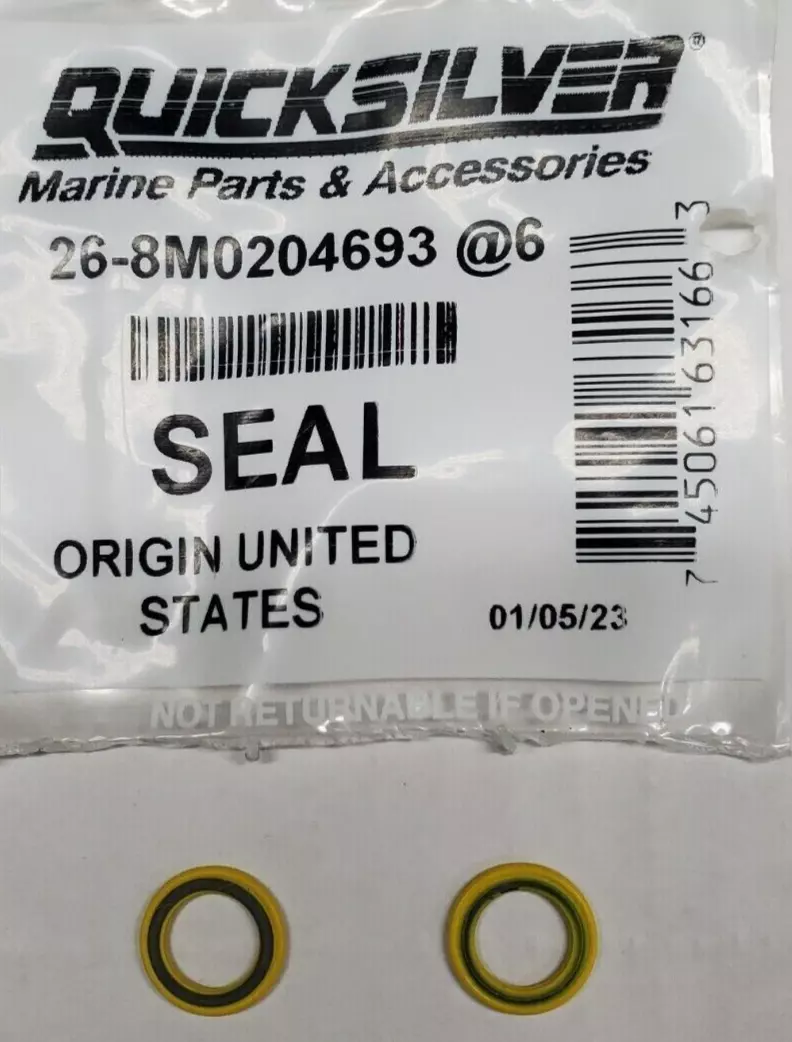 QUICKSILVER®
Marine Parts & Accessories
26-8M0204693 @6
SEAL
ORIGIN UNITED
STATES
01/05/23
7 45061 63166 3
NOT RETURNABLE IF OPENED